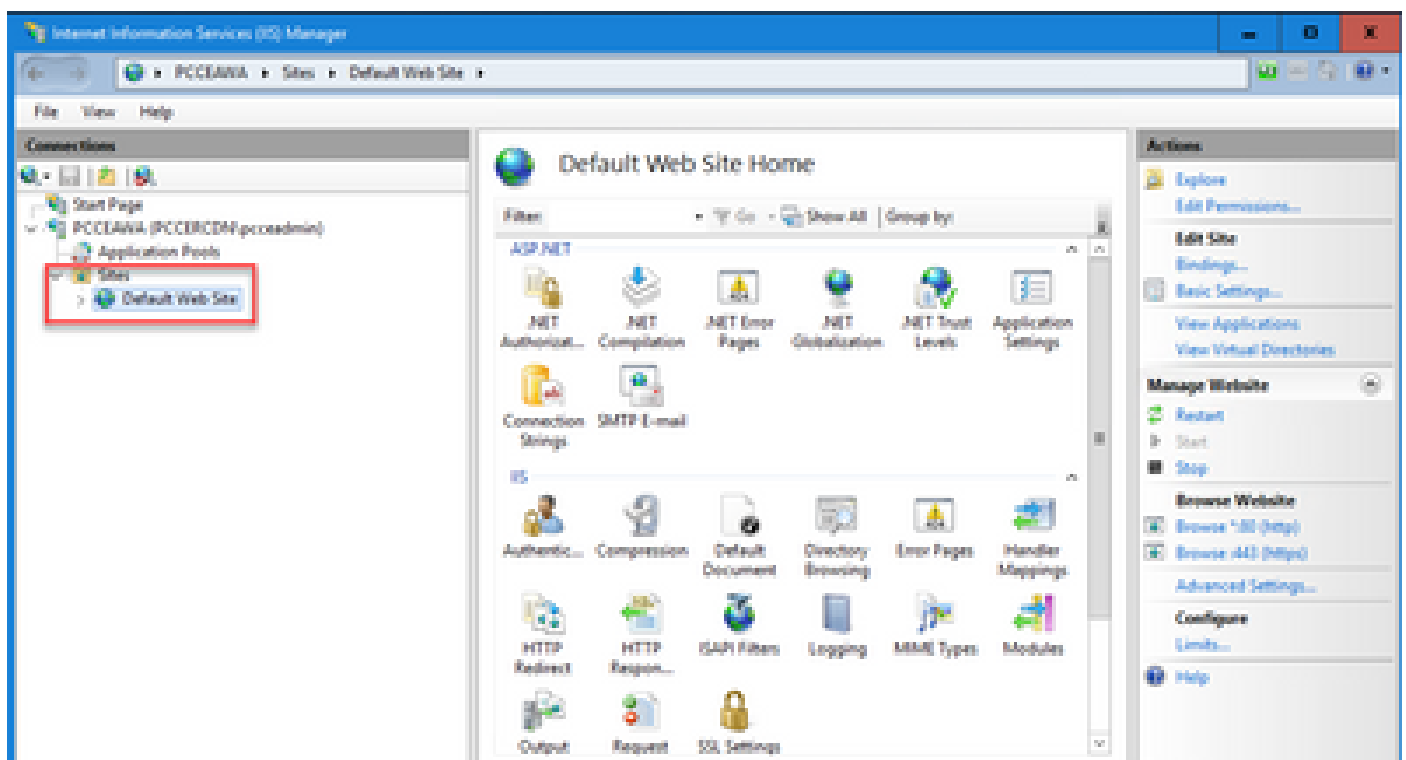 Internet Information Services (IIS) Manager
PCCEAWA Sites Default Web Site
File View Help
Connections
Start Page
PCCEAWA (PCCERCDN\pcceadmin)
Application Pools
Sites
Default Web Site
Default Web Site Home
Filter: Go Show All Group by:
ASP.NET
.NET Authorizat...
.NET Compilation
.NET Error Pages
.NET Globalization
.NET Trust Levels
Application Settings
Connection Strings
SMTP E-mail
IIS
Authentic...
Compression
Default Document
Directory Browsing
Error Pages
Handler Mappings
HTTP Redirect
HTTP Respon...
ISAPI Filters
Logging
MIME Types
Modules
Output
Request
SSL Settings
Actions
Explore
Edit Permissions...
Edit Site
Bindings...
Basic Settings...
View Applications
View Virtual Directories
Manage Website
Restart
Start
Stop
Browse Website
Browse *:80 (http)
Browse :443 (https)
Advanced Settings...
Configure
Limits...
Help